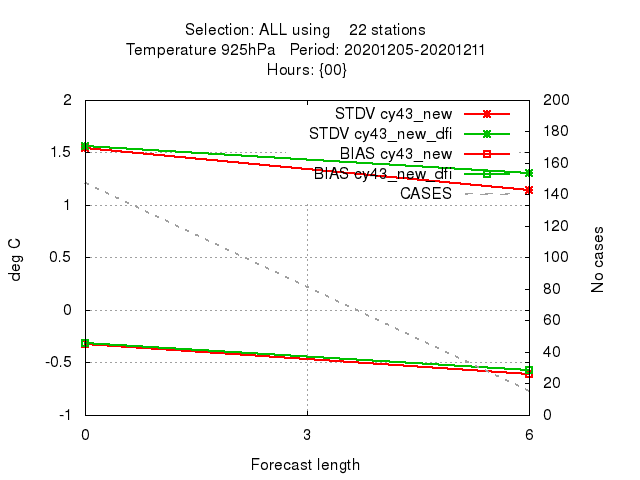 Selection: ALL using 22 stations
Temperature 925hPa Period: 20201205-20201211
Hours: {00}
2
1.5
1
0.5
0
-0.5
-1
deg C
200
180
160
140
120
100
80
60
40
20
0
No cases
STDV cy43_new
STDV cy43_new_dfi
BIAS cy43_new
BIAS cy43_new_dfi
CASES
0 3 6
Forecast length